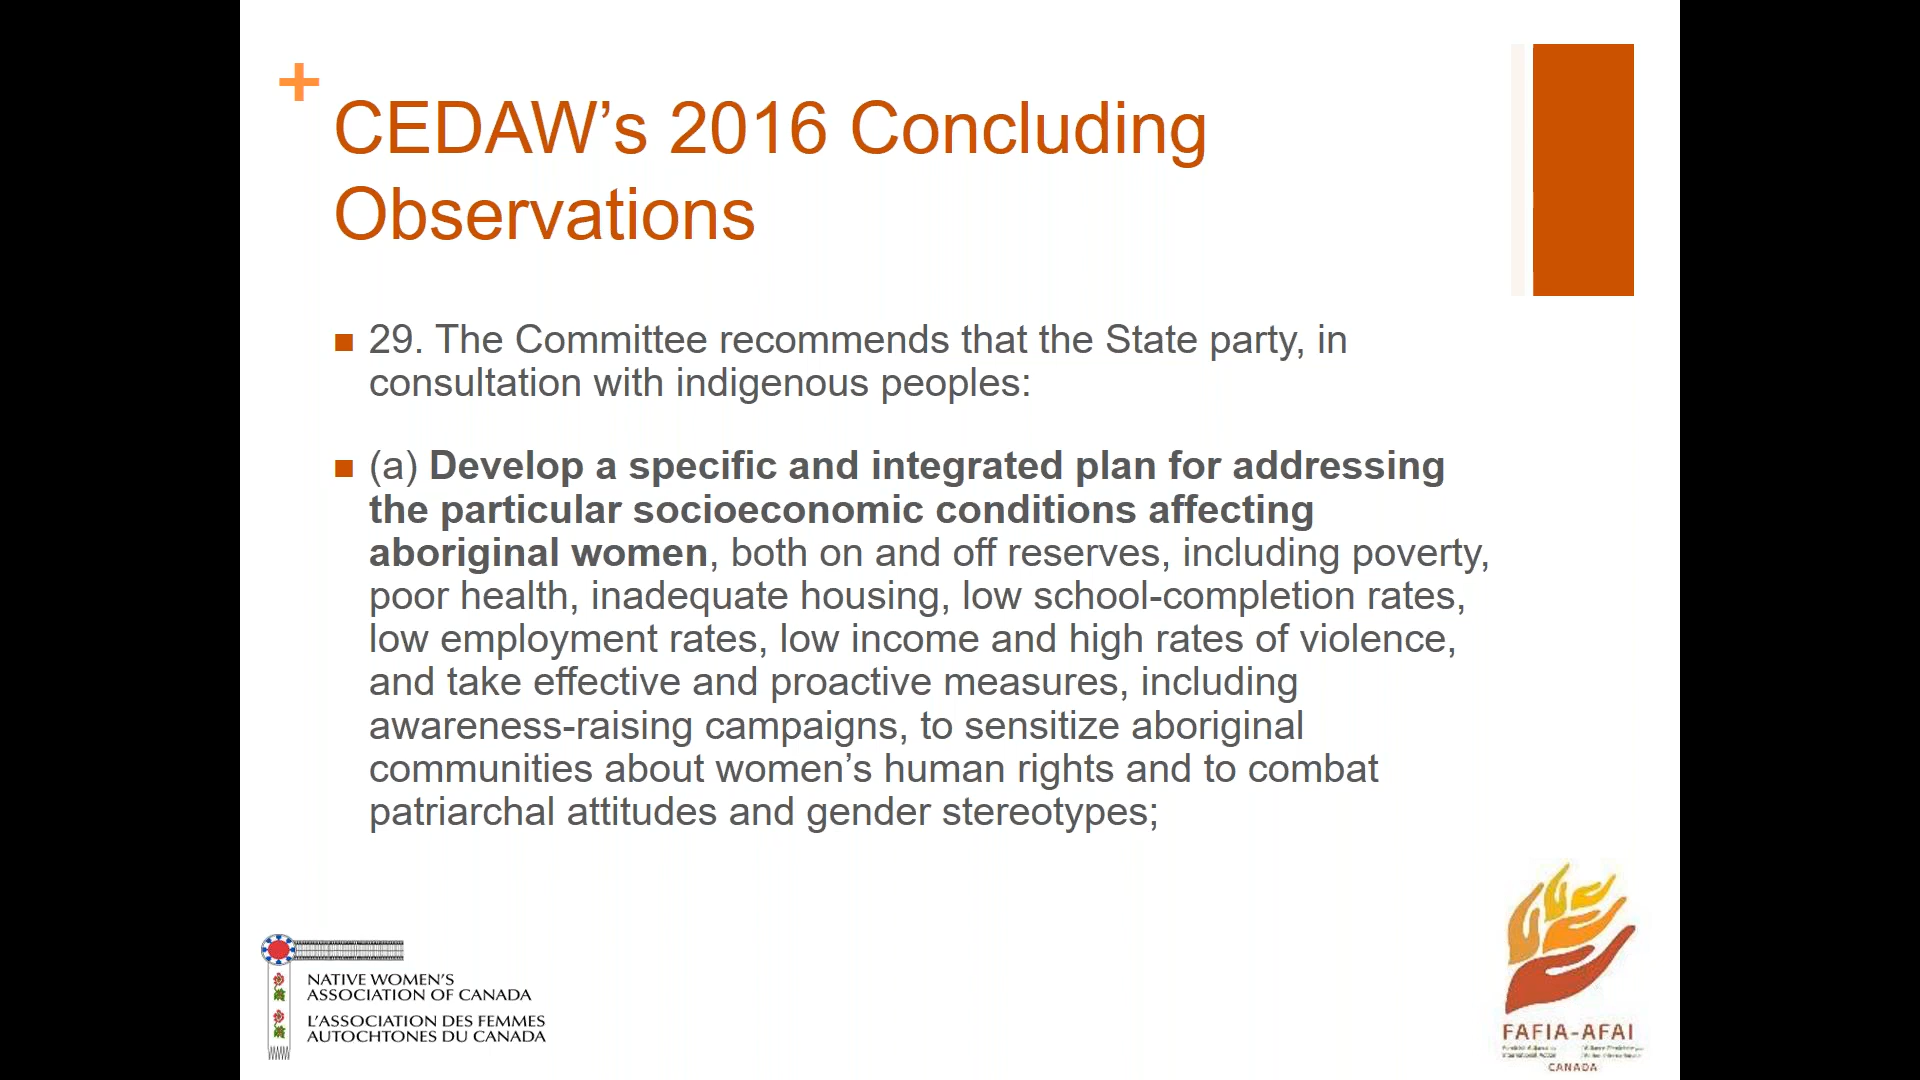 +
CEDAW’s 2016 Concluding
Observations
29. The Committee recommends that the State party, in
consultation with indigenous peoples:
(a) Develop a specific and integrated plan for addressing
the particular socioeconomic conditions affecting
aboriginal women, both on and off reserves, including poverty,
poor health, inadequate housing, low school-completion rates,
low employment rates, low income and high rates of violence,
and take effective and proactive measures, including
awareness-raising campaigns, to sensitize aboriginal
communities about women’s human rights and to combat
patriarchal attitudes and gender stereotypes;
NATIVE WOMEN’S
ASSOCIATION OF CANADA
L’ASSOCIATION DES FEMMES
AUTOCHTONES DU CANADA
FAFIA-AFAI
CANADA